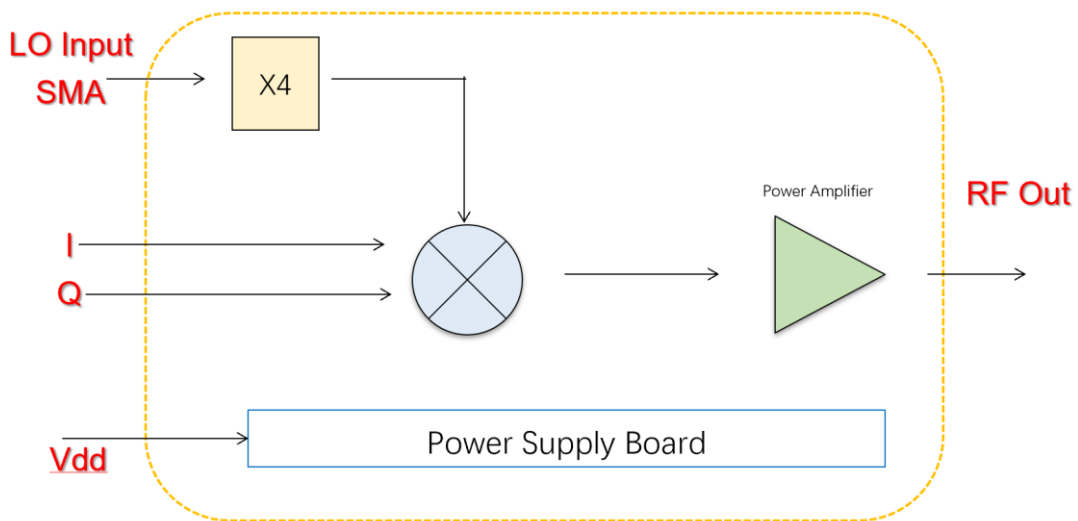 LO Input
SMA
X4
Power Amplifier
RF Out
I
Q
Vdd
Power Supply Board